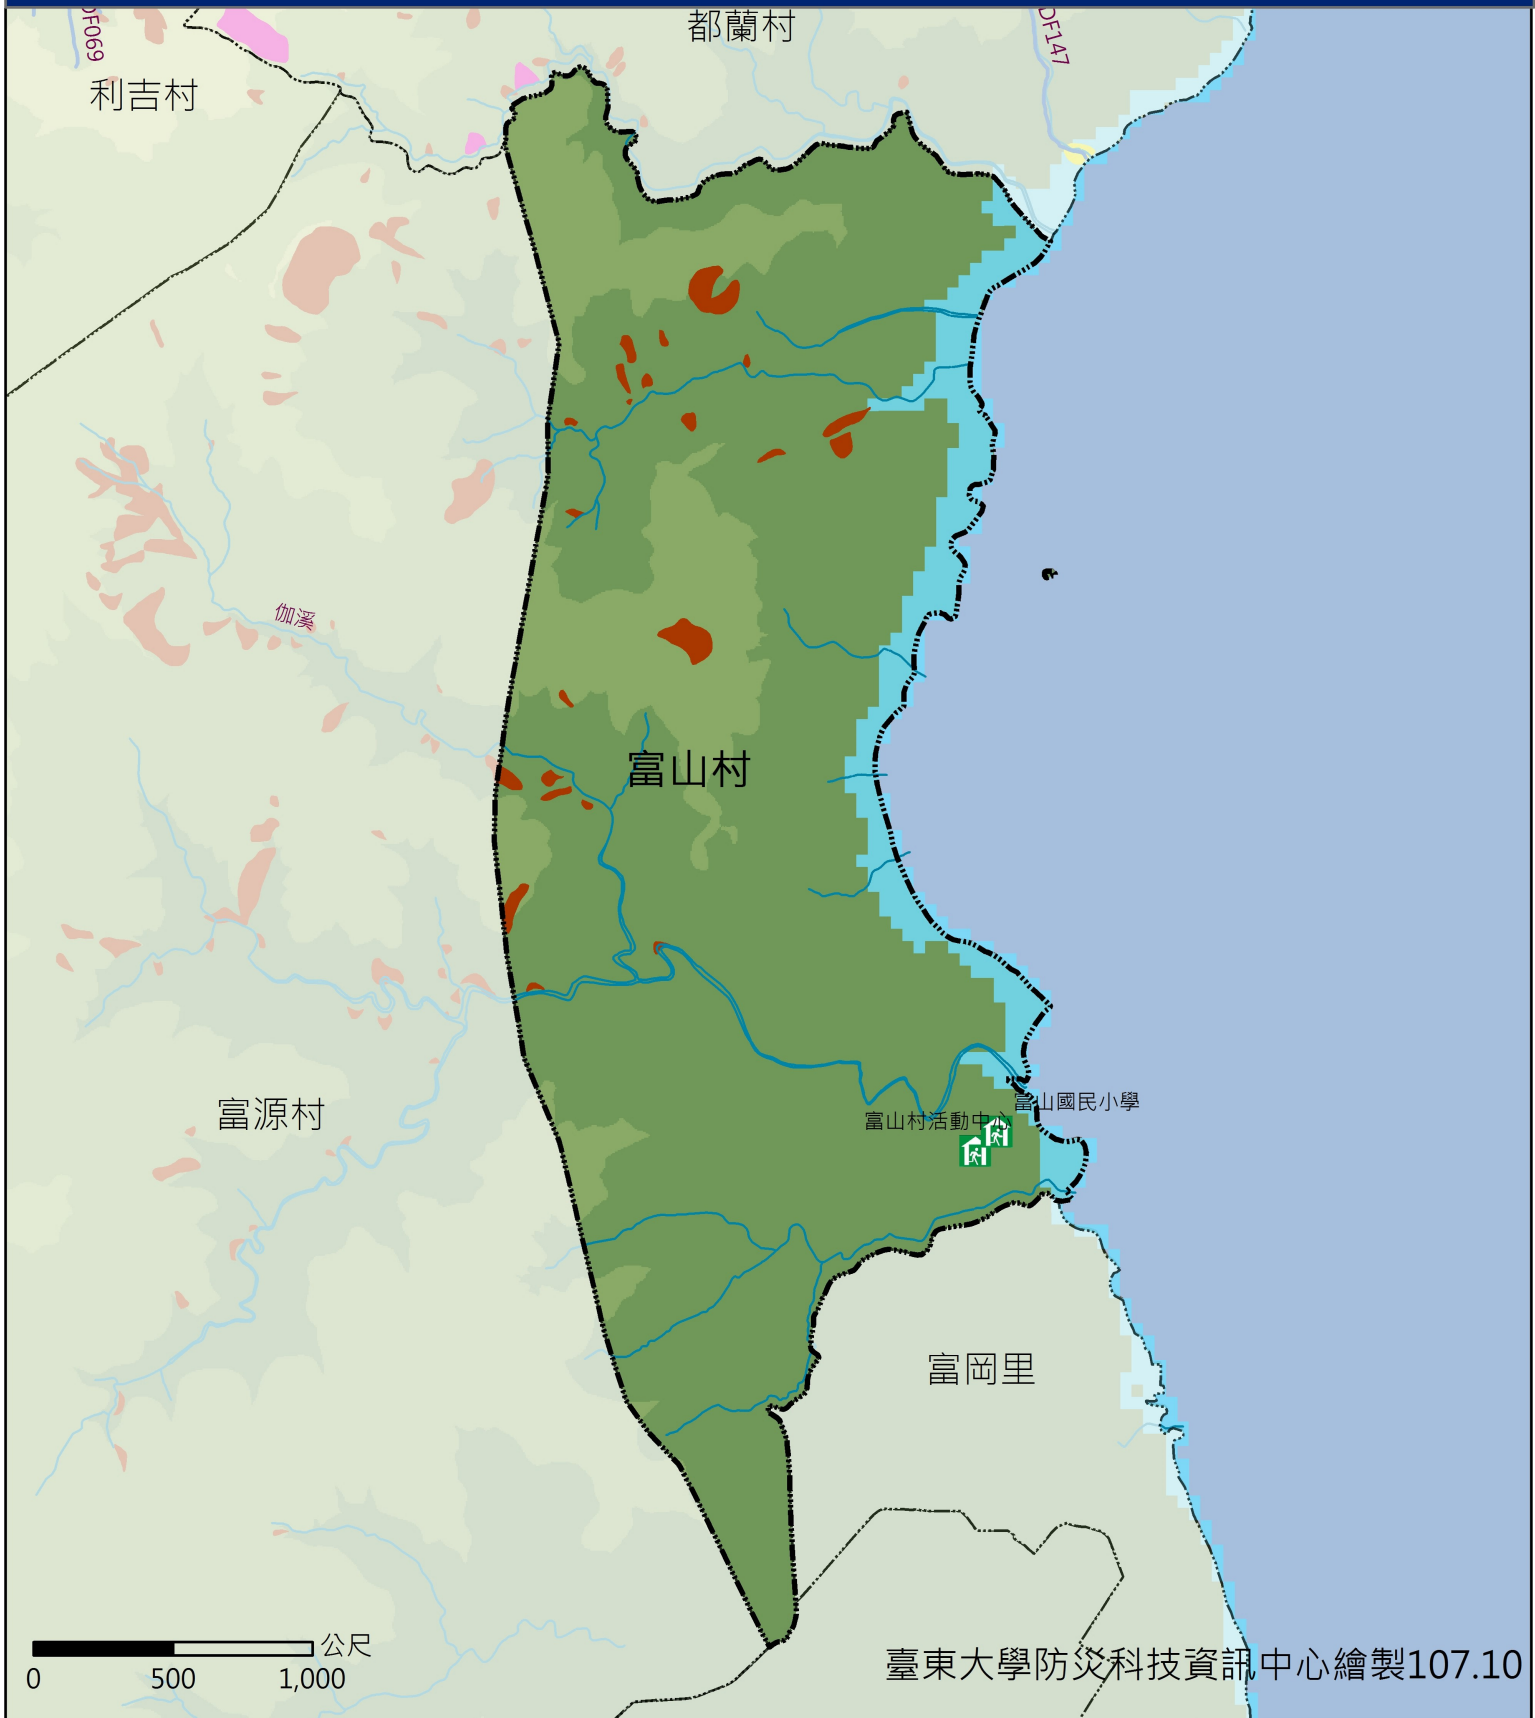 都蘭村
DF069
DF147
利吉村
伽溪
富山村
富山國民小學
富山村活動中心
富源村
富岡里
公尺
0 500 1,000
臺東大學防災科技資訊中心繪製107.10